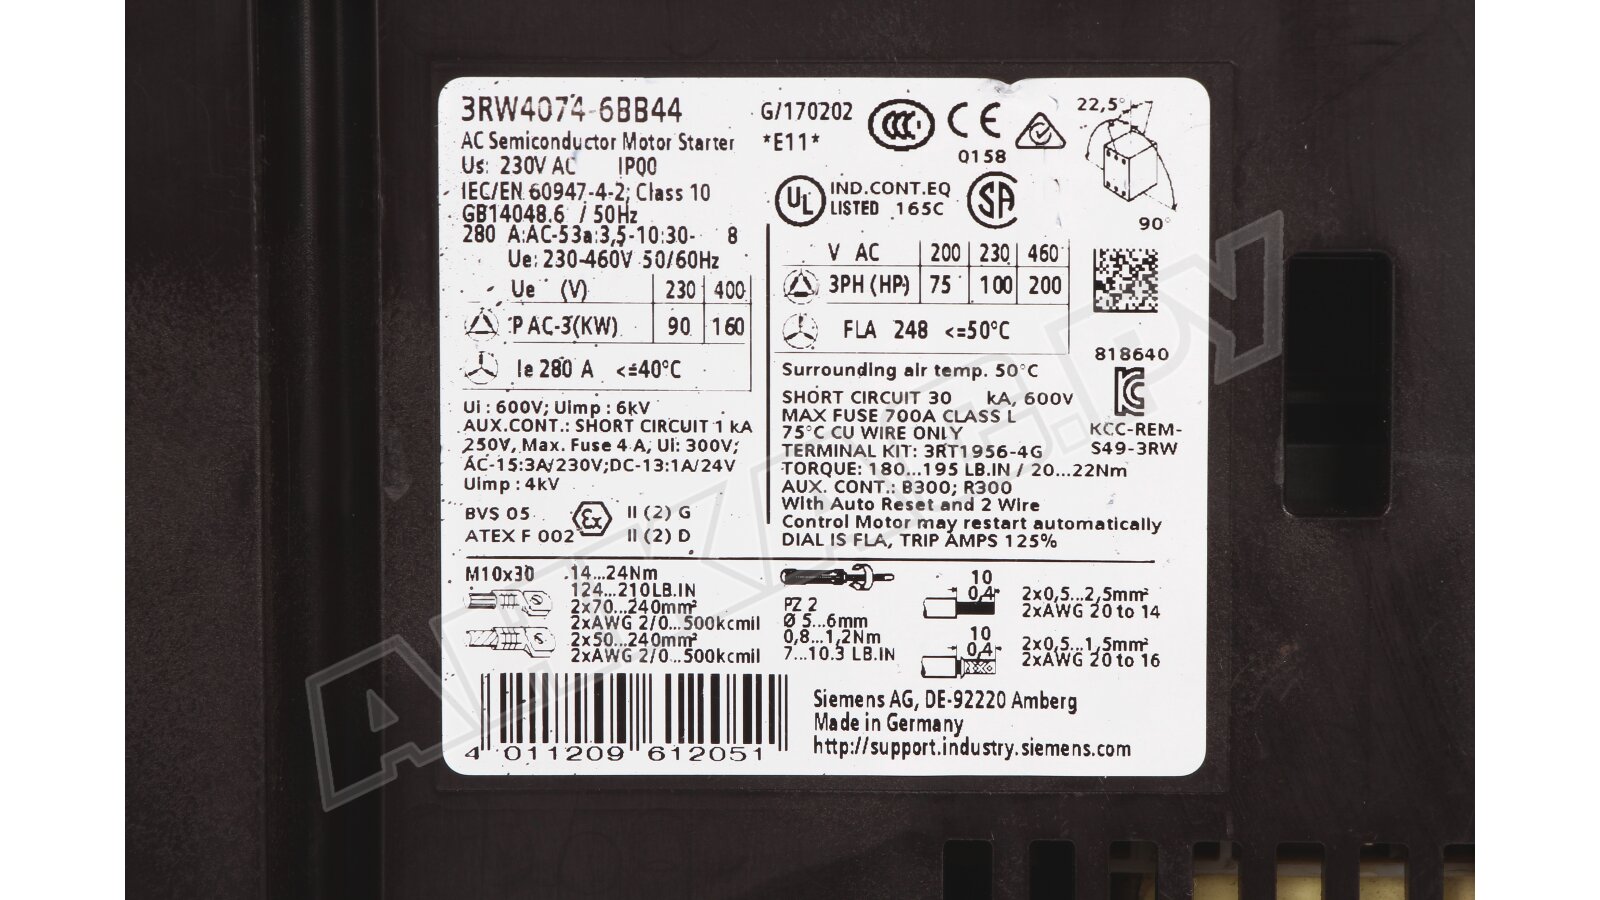 3RW4074-6BB44
G/170202
AC Semiconductor Motor Starter
*E11*
Us: 230V AC IP00
IEC/EN 60947-4-2; Class 10
GB14048.6 / 50Hz
280 A:AC-53a:3,5-10:30- 8
Ue: 230-460V 50/60Hz
Ue (V) 230 400
P AC-3(KW) 90 160
Ie 280 A <=40°C
Ui : 600V; Uimp : 6kV
AUX.CONT.: SHORT CIRCUIT 1 kA
250V, Max. Fuse 4 A, Ui: 300V;
AC-15:3A/230V;DC-13:1A/24V
Uimp : 4kV
BVS 05 Ex II (2) G
ATEX F 002 II (2) D
CCC CE
Q158
22,5°
90°
UL IND.CONT.EQ SA
LISTED 165C
V AC 200 230 460
3PH (HP) 75 100 200
FLA 248 <=50°C
818640
KCC-REM-
S49-3RW
Surrounding air temp. 50°C
SHORT CIRCUIT 30 kA, 600V
MAX FUSE 700A CLASS L
75°C CU WIRE ONLY
TERMINAL KIT: 3RT1956-4G
TORQUE: 180...195 LB.IN / 20...22Nm
AUX. CONT.: B300; R300
With Auto Reset and 2 Wire
Control Motor may restart automatically
DIAL IS FLA, TRIP AMPS 125%
M10x30 14...24Nm
124...210LB.IN
2x70...240mm²
2xAWG 2/0...500kcmil
2x50...240mm²
2xAWG 2/0...500kcmil
PZ 2
Ø 5...6mm
0,8...1,2Nm
7...10.3 LB.IN
10
0,4"
2x0,5...2,5mm²
2xAWG 20 to 14
10
0,4"
2x0,5...1,5mm²
2xAWG 20 to 16
4 011209 612051
Siemens AG, DE-92220 Amberg
Made in Germany
http://support.industry.siemens.com